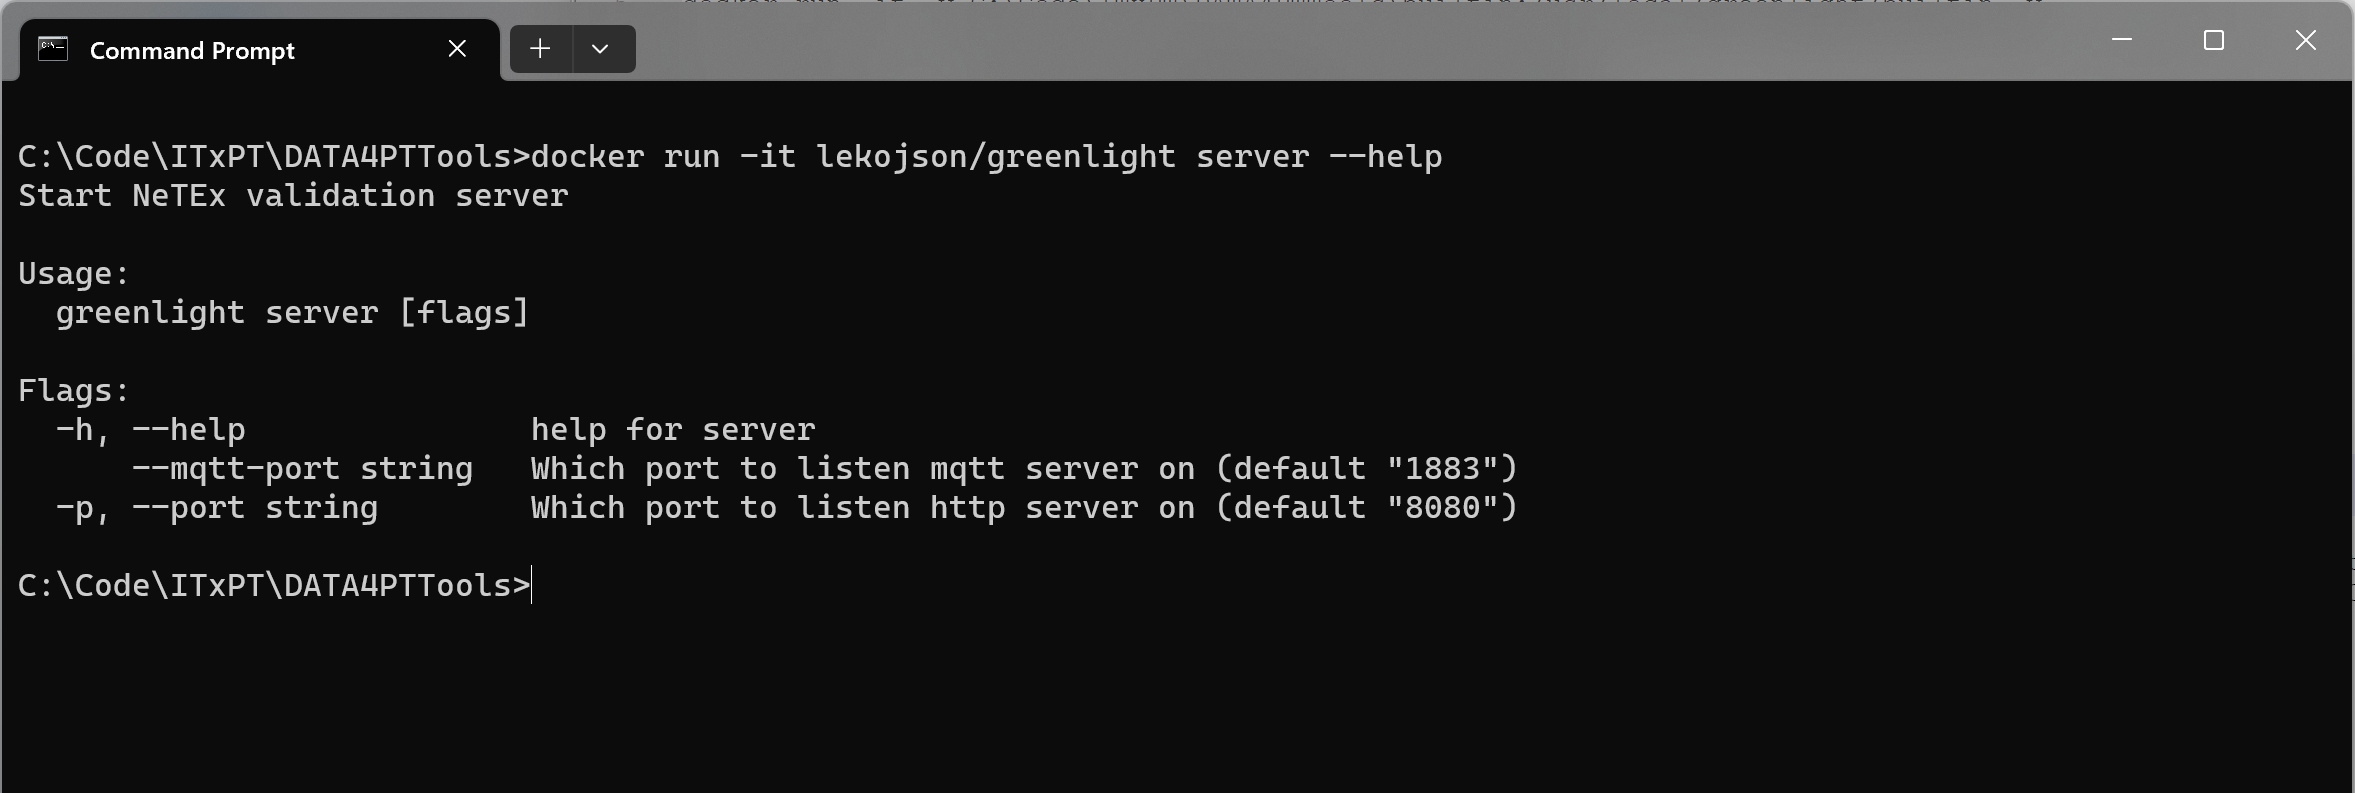 Command Prompt
C:\Code\ITxPT\DATA4PTTools>docker run -it lekojson/greenlight server --help
Start NeTEx validation server
Usage:
  greenlight server [flags]
Flags:
  -h, --help               help for server
      --mqtt-port string   Which port to listen mqtt server on (default "1883")
  -p, --port string        Which port to listen http server on (default "8080")
C:\Code\ITxPT\DATA4PTTools>